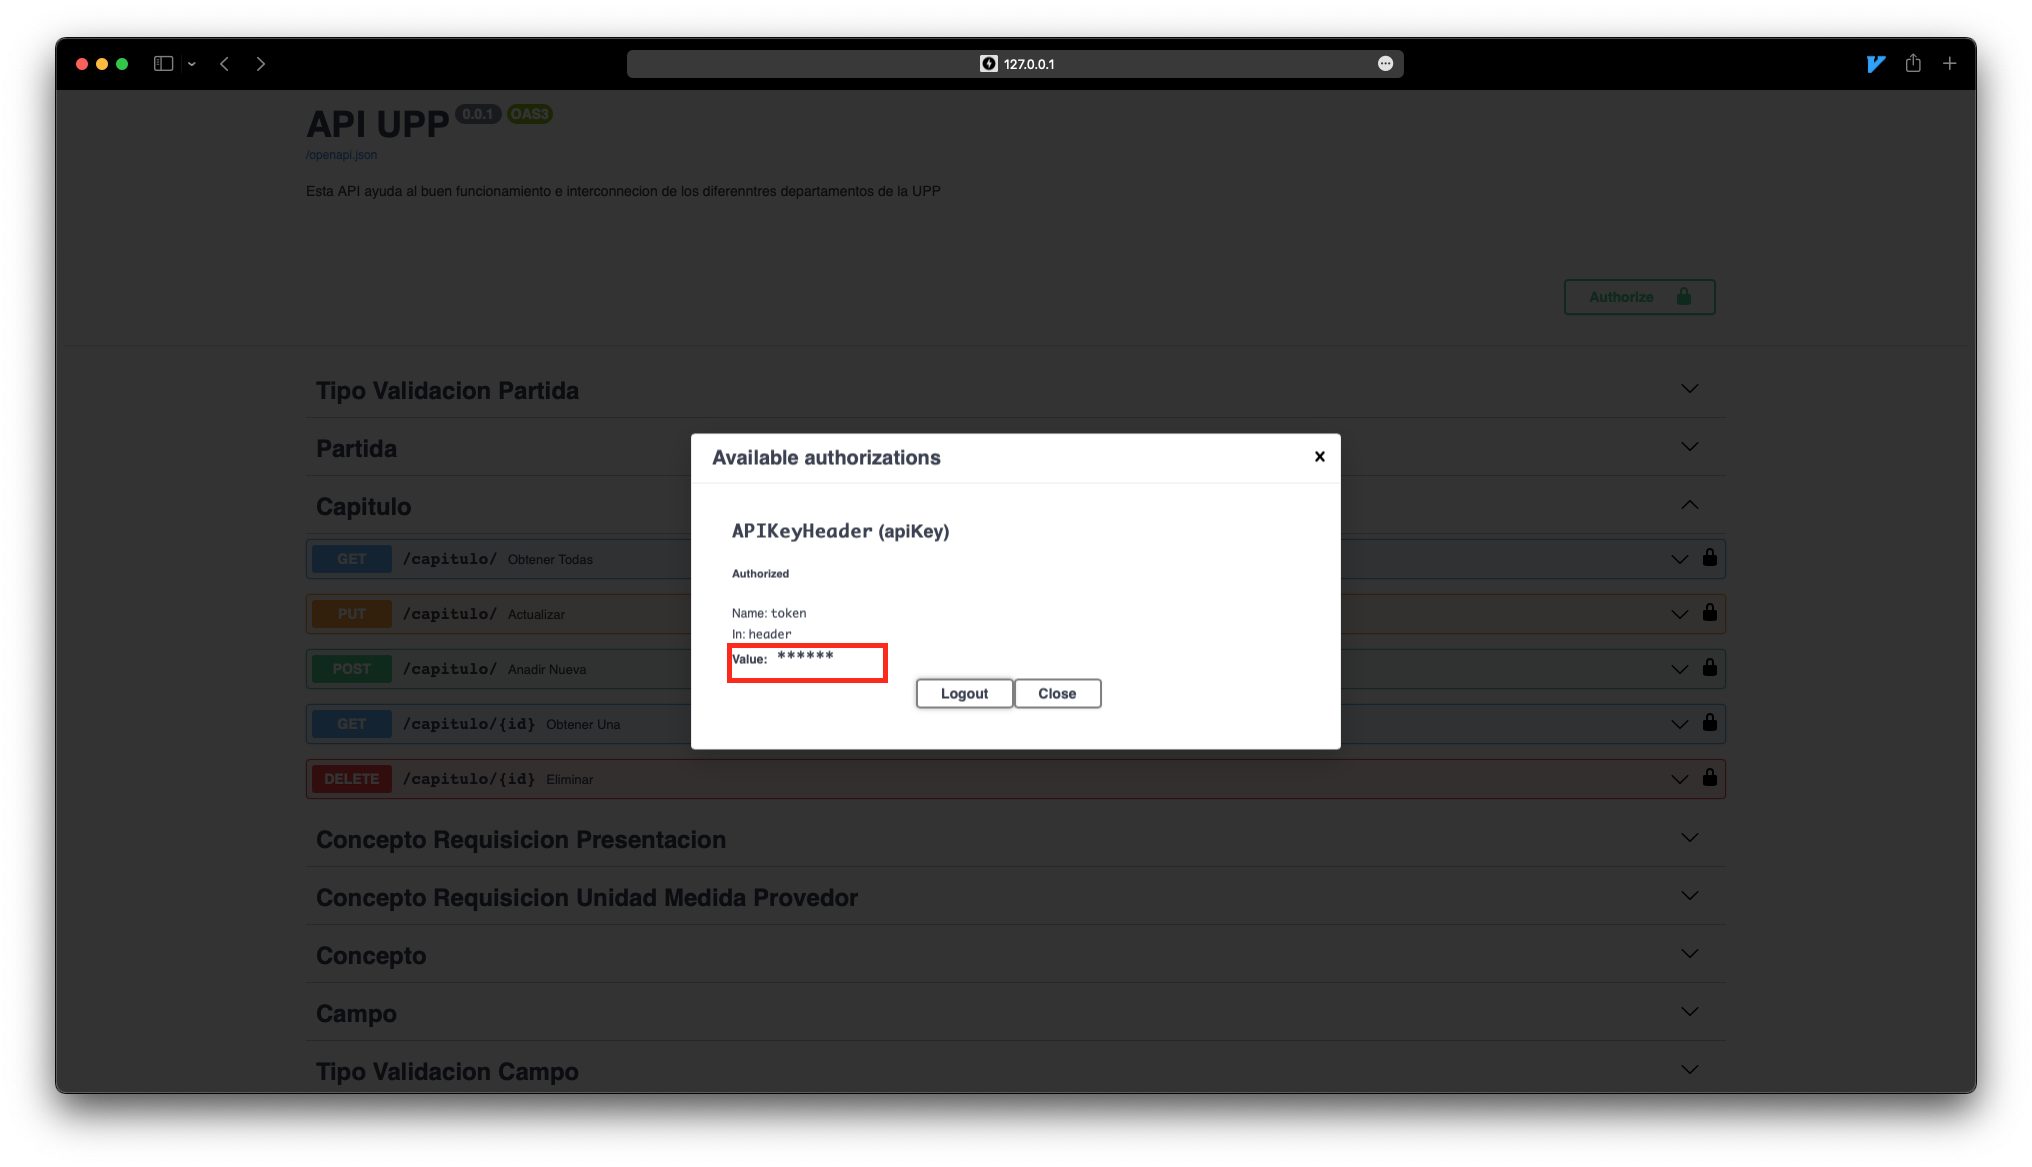 127.0.0.1
API UPP 0.0.1 OAS3
/openapi.json
Esta API ayuda al buen funcionamiento e interconnecion de los diferenntres departamentos de la UPP
Authorize
Tipo Validacion Partida
Partida
Capitulo
GET /capitulo/ Obtener Todas
PUT /capitulo/ Actualizar
POST /capitulo/ Anadir Nueva
GET /capitulo/{id} Obtener Una
DELETE /capitulo/{id} Eliminar
Concepto Requisicion Presentacion
Concepto Requisicion Unidad Medida Provedor
Concepto
Campo
Tipo Validacion Campo
Available authorizations
APIKeyHeader (apiKey)
Authorized
Name: token
In: header
Value: ******
Logout Close